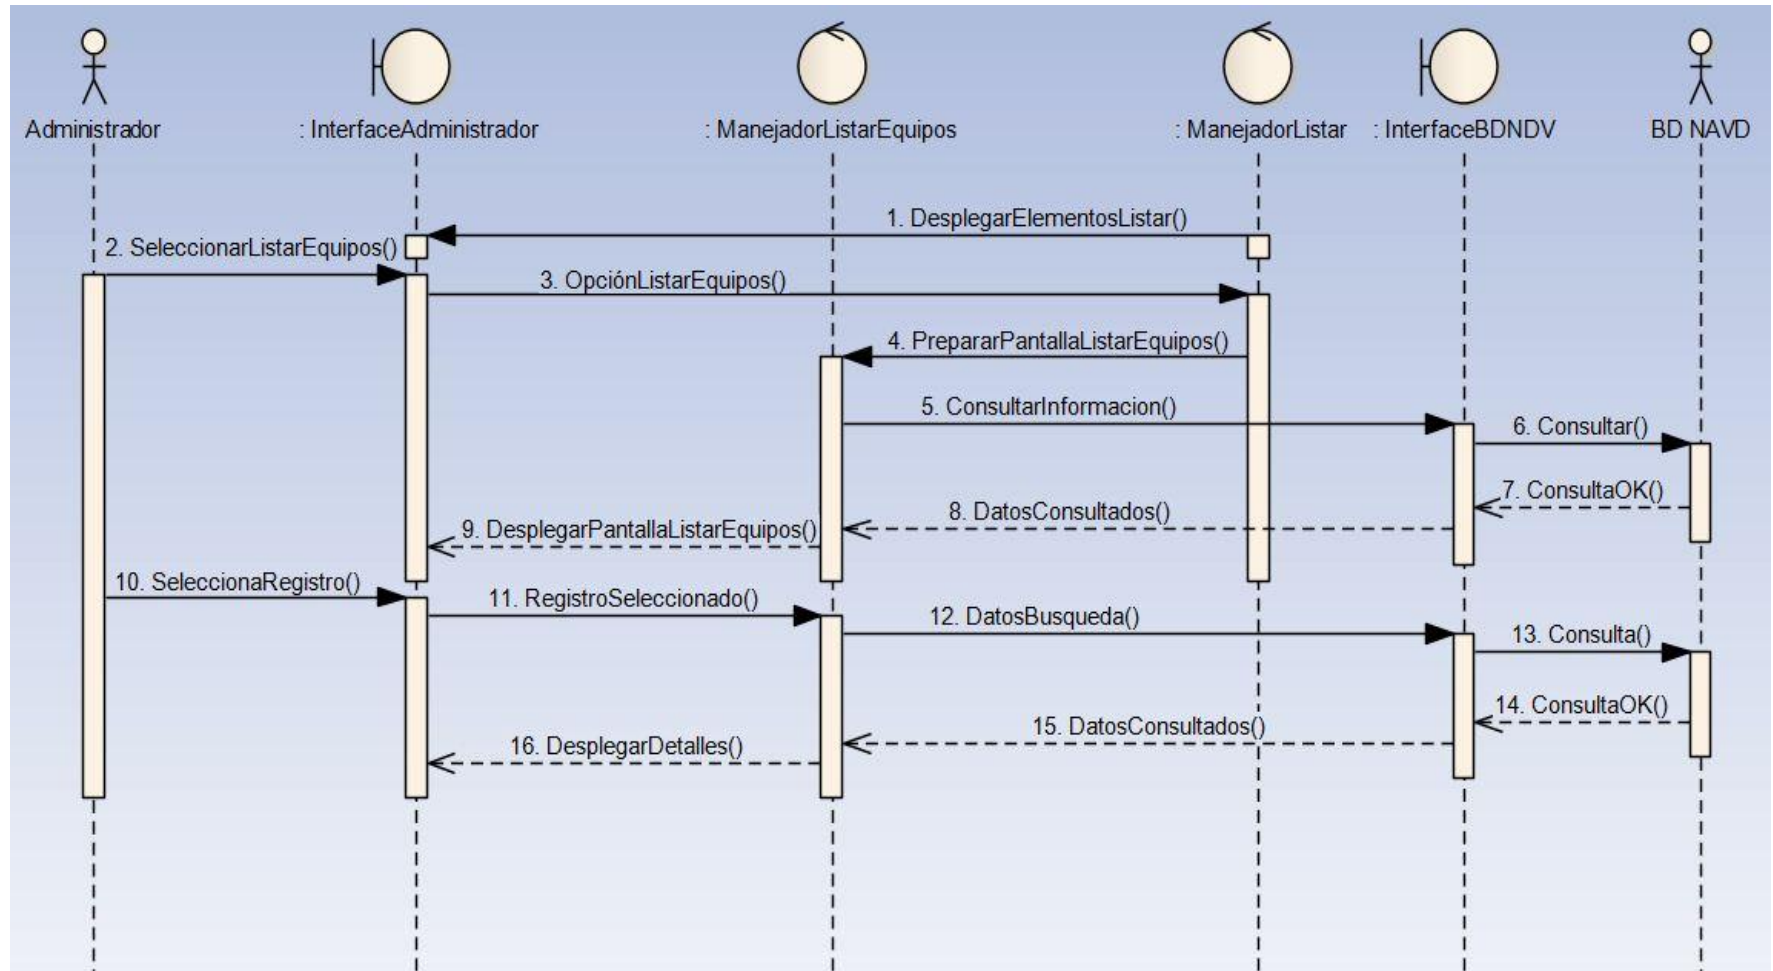 Administrador
: InterfaceAdministrador
: ManejadorListarEquipos
: ManejadorListar
: InterfaceBDNDV
BD NAVD
1. DesplegarElementosListar()
2. SeleccionarListarEquipos()
3. OpciónListarEquipos()
4. PrepararPantallaListarEquipos()
5. ConsultarInformacion()
6. Consultar()
7. ConsultaOK()
8. DatosConsultados()
9. DesplegarPantallaListarEquipos()
10. SeleccionaRegistro()
11. RegistroSeleccionado()
12. DatosBusqueda()
13. Consulta()
14. ConsultaOK()
15. DatosConsultados()
16. DesplegarDetalles()